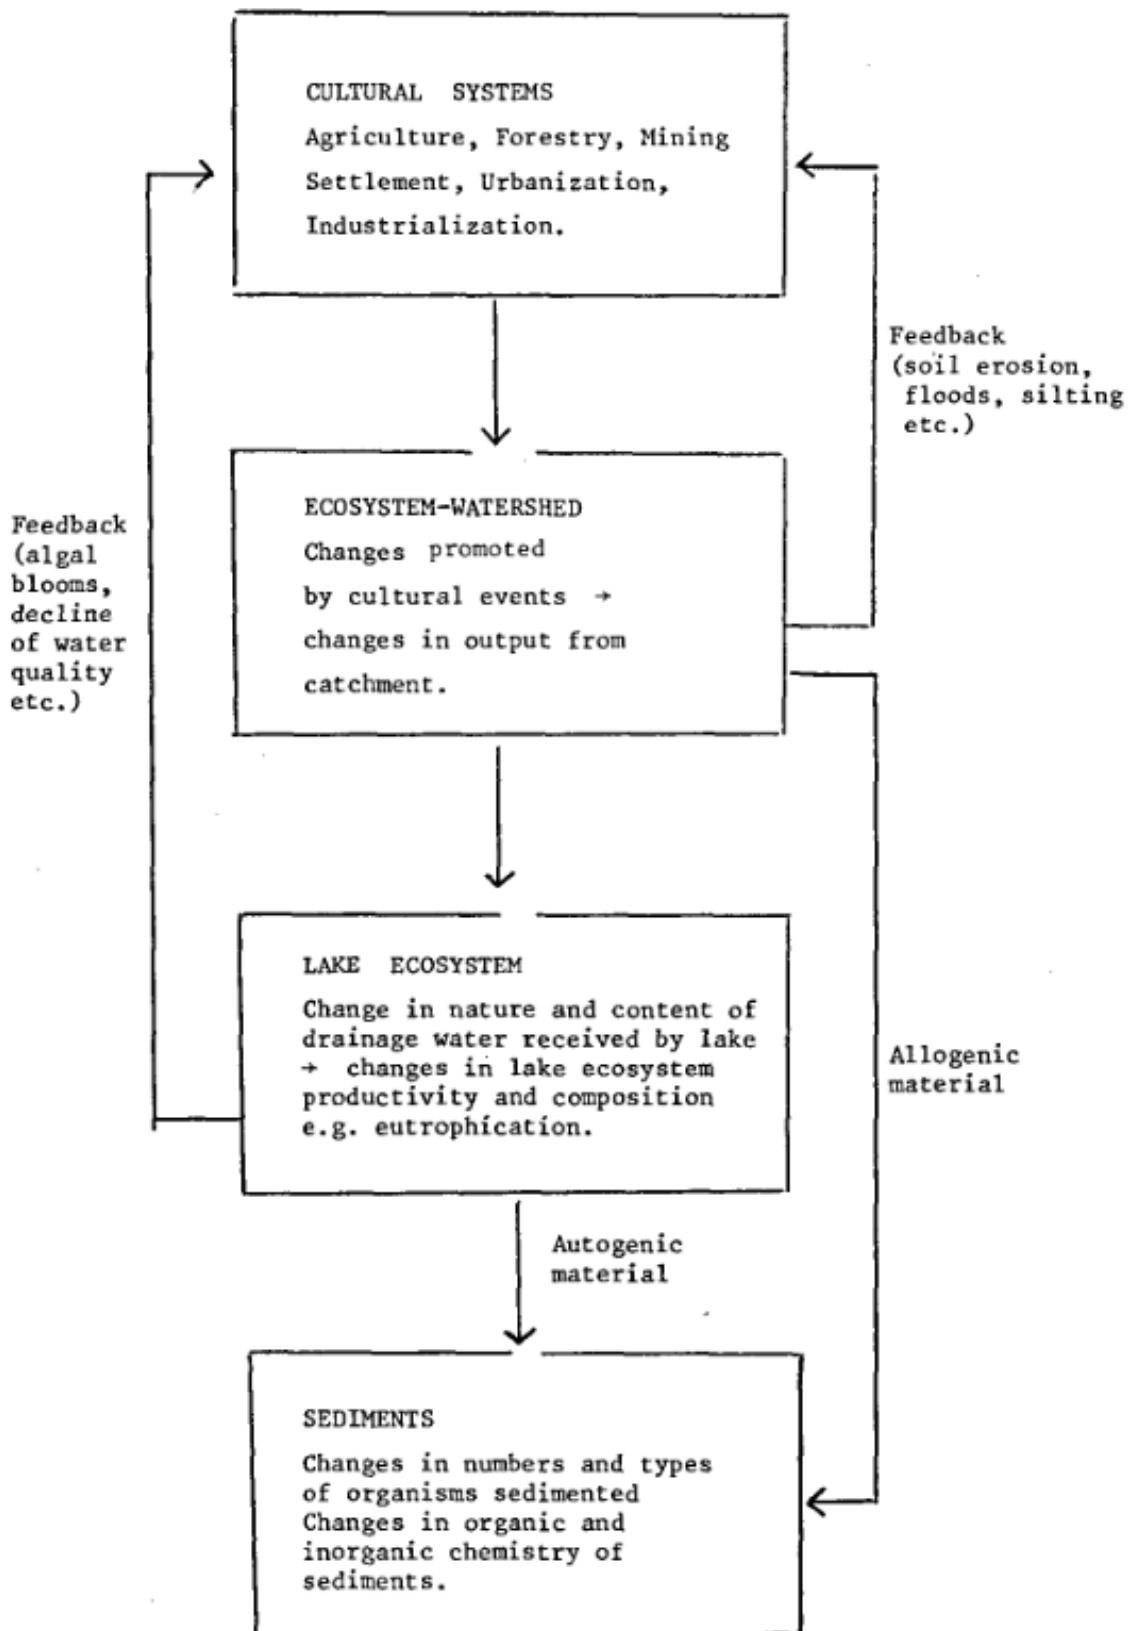 CULTURAL SYSTEMS
Agriculture, Forestry, Mining
Settlement, Urbanization,
Industrialization.
Feedback
(soil erosion,
floods, silting
etc.)
ECOSYSTEM-WATERSHED
Changes promoted
by cultural events →
changes in output from
catchment.
Feedback
(algal
blooms,
decline
of water
quality
etc.)
LAKE ECOSYSTEM
Change in nature and content of
drainage water received by lake
→ changes in lake ecosystem
productivity and composition
e.g. eutrophication.
Allogenic
material
Autogenic
material
SEDIMENTS
Changes in numbers and types
of organisms sedimented
Changes in organic and
inorganic chemistry of
sediments.